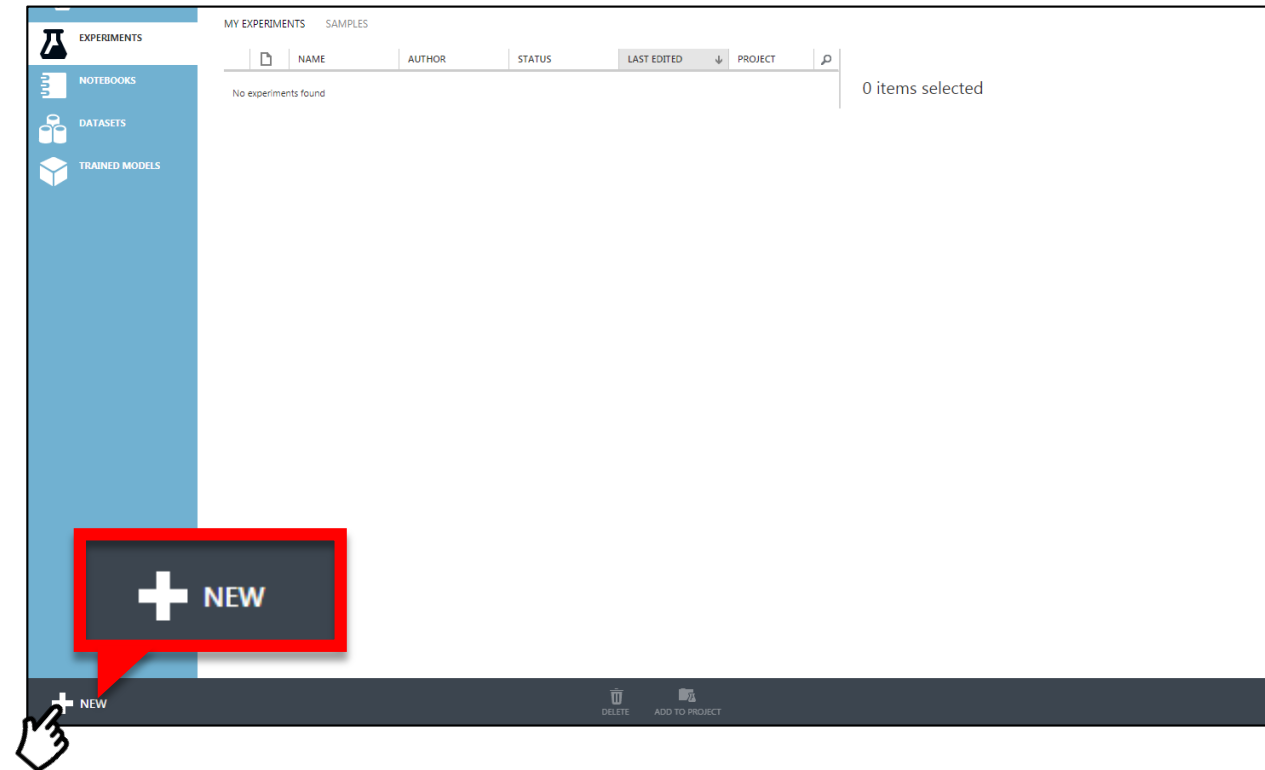 EXPERIMENTS
NOTEBOOKS
DATASETS
TRAINED MODELS
MY EXPERIMENTS SAMPLES
NAME AUTHOR STATUS LAST EDITED PROJECT
No experiments found
0 items selected
NEW
NEW
DELETE ADD TO PROJECT